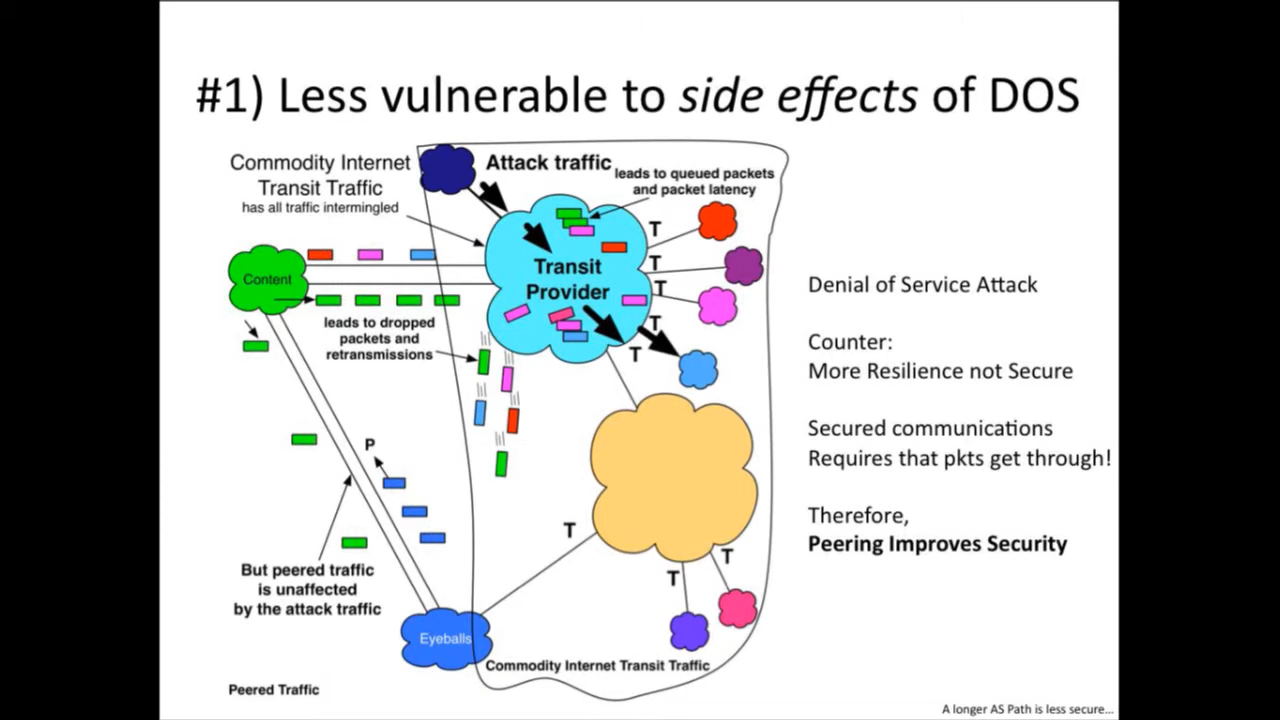 #1) Less vulnerable to side effects of DOS
Commodity Internet
Transit Traffic
has all traffic intermingled
Attack traffic
leads to queued packets
and packet latency
T
T
T
T
T
Transit
Provider
Content
leads to dropped
packets and
retransmissions
P
But peered traffic
is unaffected
by the attack traffic
T
T
T
Eyeballs
Commodity Internet Transit Traffic
Peered Traffic
Denial of Service Attack
Counter:
More Resilience not Secure
Secured communications
Requires that pkts get through!
Therefore,
Peering Improves Security
A longer AS Path is less secure...